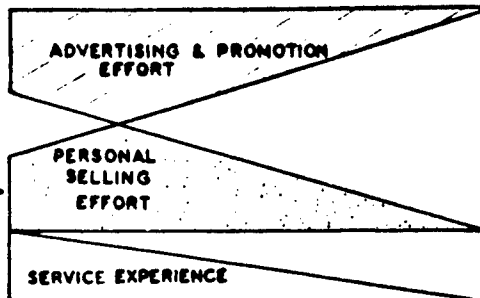 ADVERTISING & PROMOTION
EFFORT
PERSONAL
SELLING
EFFORT
SERVICE EXPERIENCE